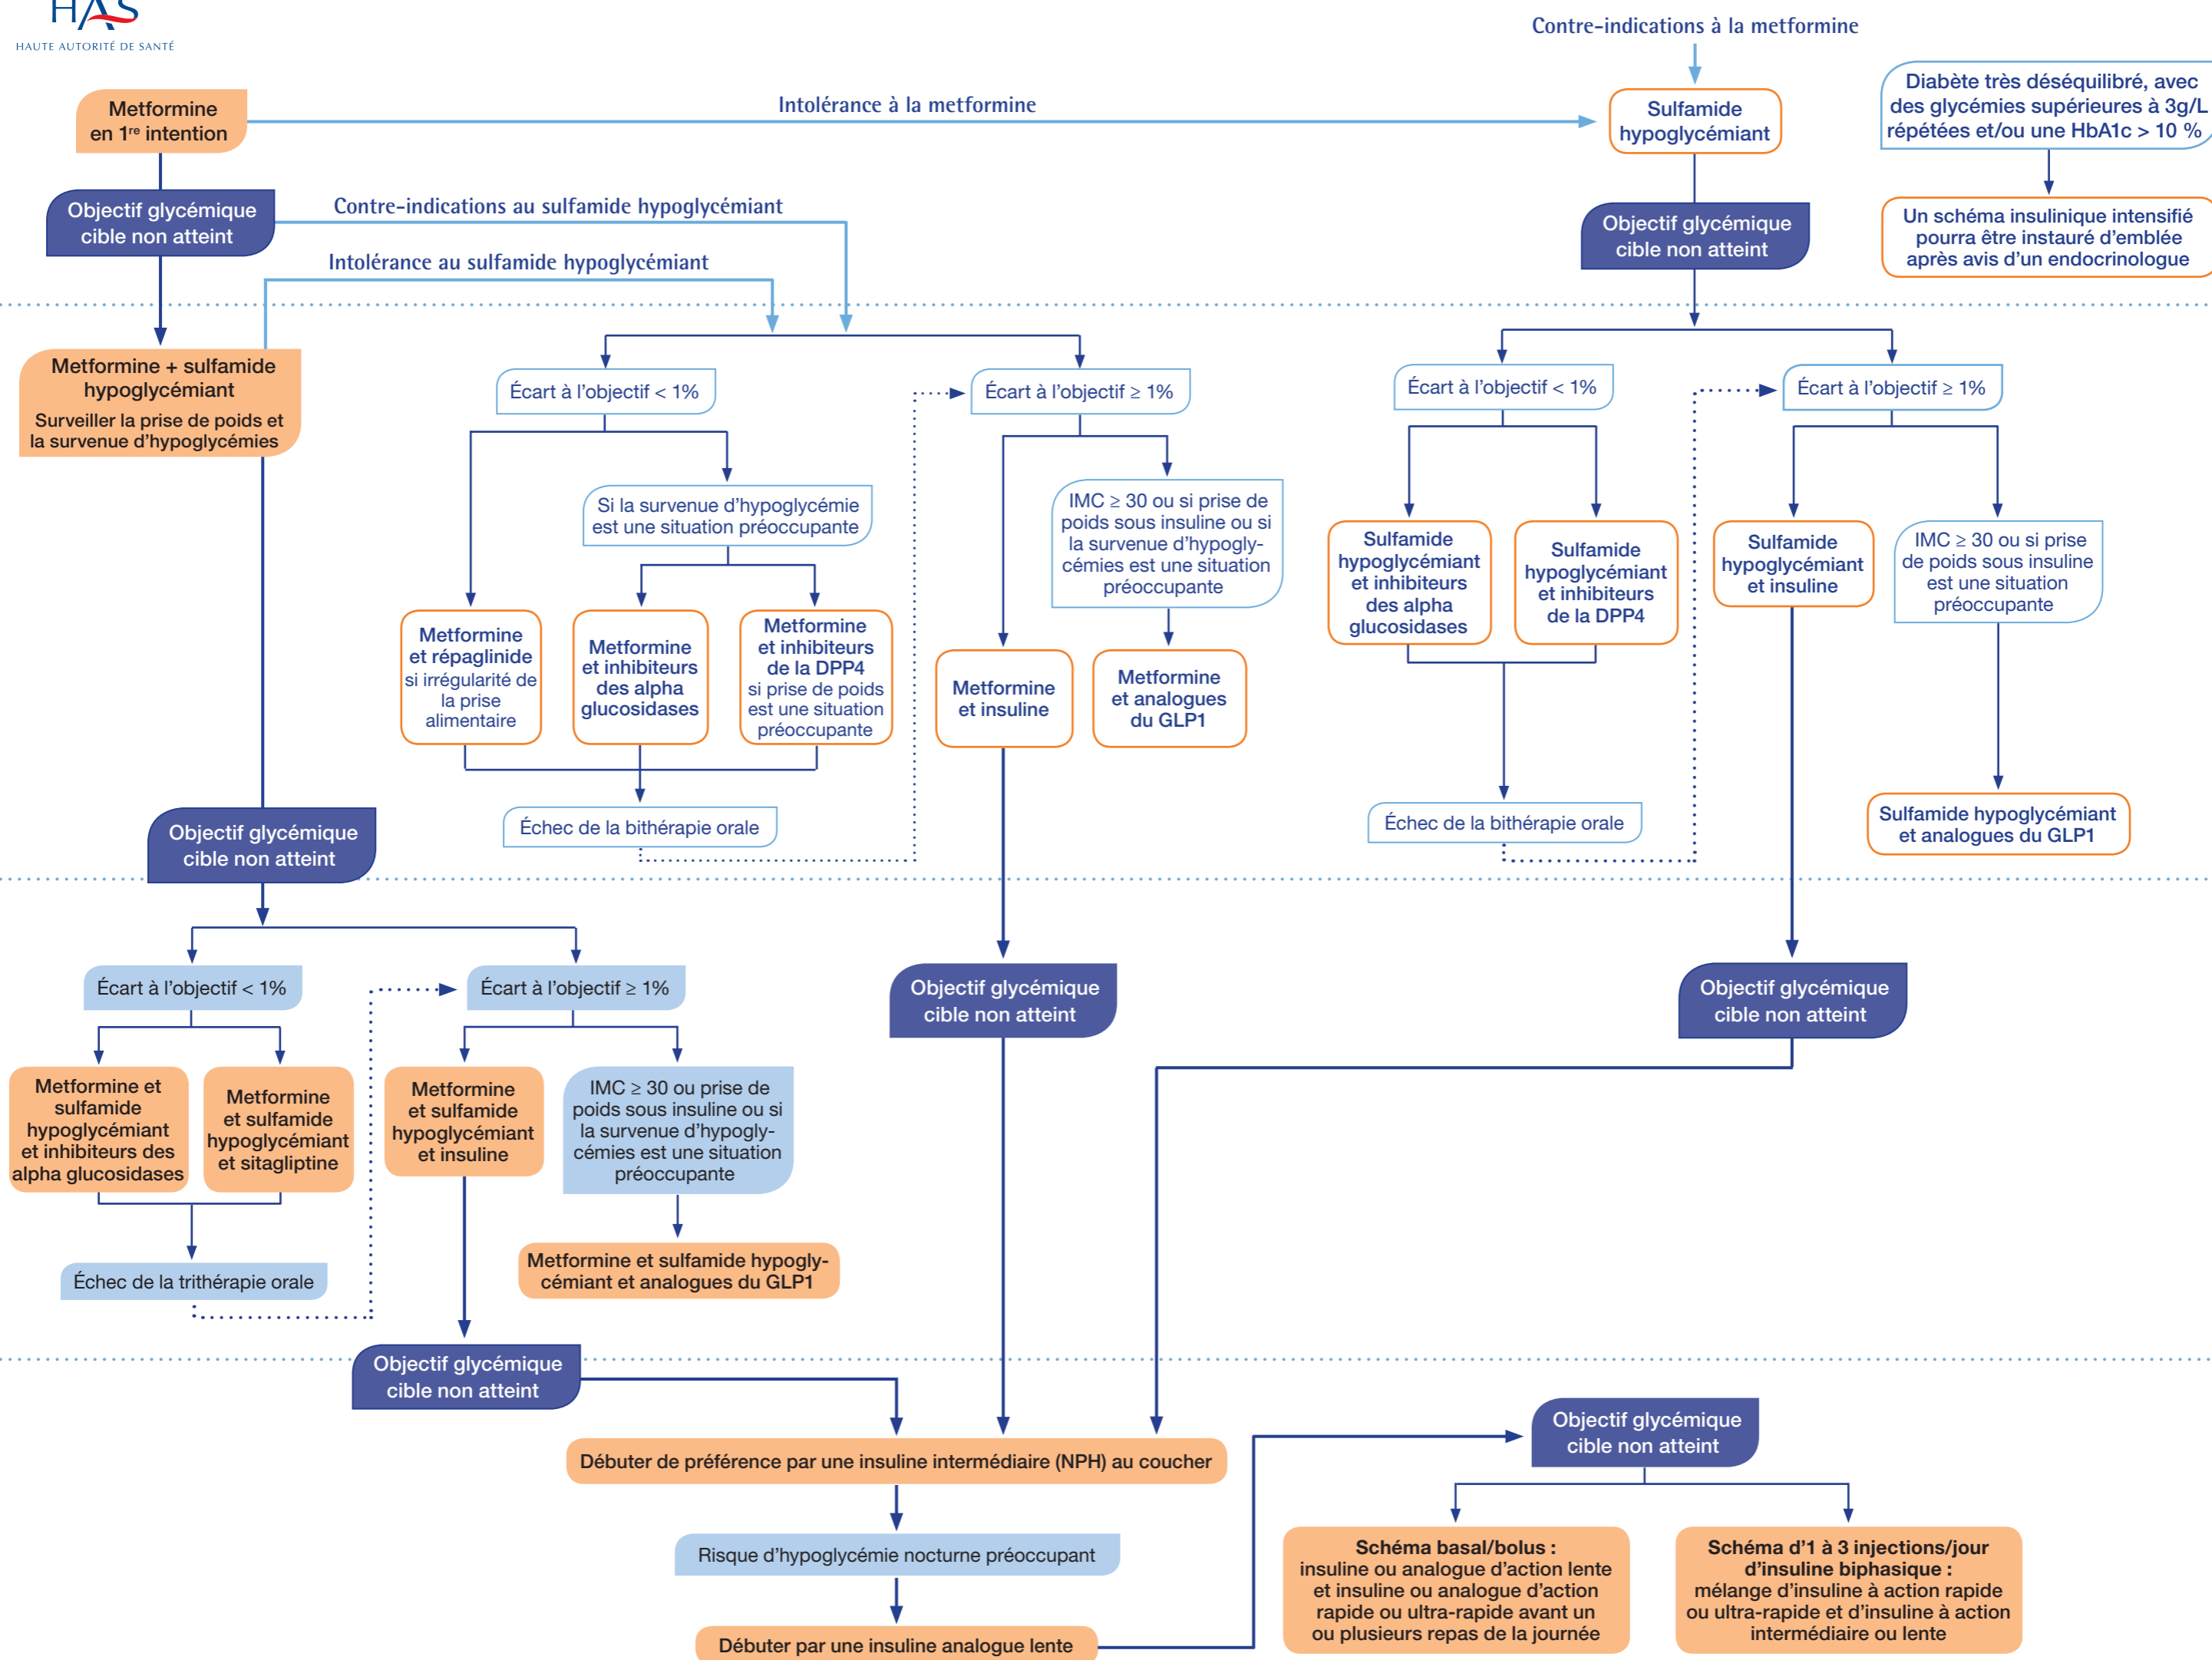 HAS
HAUTE AUTORITÉ DE SANTÉ
Contre-indications à la metformine
Metformine
en 1re intention
Intolérance à la metformine
Sulfamide
hypoglycémiant
Diabète très déséquilibré, avec
des glycémies supérieures à 3g/L
répétées et/ou une HbA1c > 10 %
Objectif glycémique
cible non atteint
Contre-indications au sulfamide hypoglycémiant
Intolérance au sulfamide hypoglycémiant
Objectif glycémique
cible non atteint
Un schéma insulinique intensifié
pourra être instauré d'emblée
après avis d'un endocrinologue
Metformine + sulfamide
hypoglycémiant
Surveiller la prise de poids et
la survenue d'hypoglycémies
Écart à l'objectif < 1%
Écart à l'objectif ≥ 1%
Écart à l'objectif < 1%
Écart à l'objectif ≥ 1%
Si la survenue d'hypoglycémie
est une situation préoccupante
IMC ≥ 30 ou si prise de
poids sous insuline ou si
la survenue d'hypogly-
cémies est une situation
préoccupante
Sulfamide
hypoglycémiant
et inhibiteurs
des alpha
glucosidases
Sulfamide
hypoglycémiant
et inhibiteurs
de la DPP4
Sulfamide
hypoglycémiant
et insuline
IMC ≥ 30 ou si prise
de poids sous insuline
est une situation
préoccupante
Metformine
et répaglinide
si irrégularité de
la prise
alimentaire
Metformine
et inhibiteurs
des alpha
glucosidases
Metformine
et inhibiteurs
de la DPP4
si prise de poids
est une situation
préoccupante
Metformine
et insuline
Metformine
et analogues
du GLP1
Objectif glycémique
cible non atteint
Échec de la bithérapie orale
Échec de la bithérapie orale
Sulfamide hypoglycémiant
et analogues du GLP1
Écart à l'objectif < 1%
Écart à l'objectif ≥ 1%
Objectif glycémique
cible non atteint
Objectif glycémique
cible non atteint
Metformine et
sulfamide
hypoglycémiant
et inhibiteurs des
alpha glucosidases
Metformine
et sulfamide
hypoglycémiant
et sitagliptine
Metformine
et sulfamide
hypoglycémiant
et insuline
IMC ≥ 30 ou prise de
poids sous insuline ou si
la survenue d'hypogly-
cémies est une situation
préoccupante
Échec de la trithérapie orale
Metformine et sulfamide hypogly-
cémiant et analogues du GLP1
Objectif glycémique
cible non atteint
Débuter de préférence par une insuline intermédiaire (NPH) au coucher
Risque d'hypoglycémie nocturne préoccupant
Débuter par une insuline analogue lente
Objectif glycémique
cible non atteint
Schéma basal/bolus :
insuline ou analogue d'action lente
et insuline ou analogue d'action
rapide ou ultra-rapide avant un
ou plusieurs repas de la journée
Schéma d'1 à 3 injections/jour
d'insuline biphasique :
mélange d'insuline à action rapide
ou ultra-rapide et d'insuline à action
intermédiaire ou lente